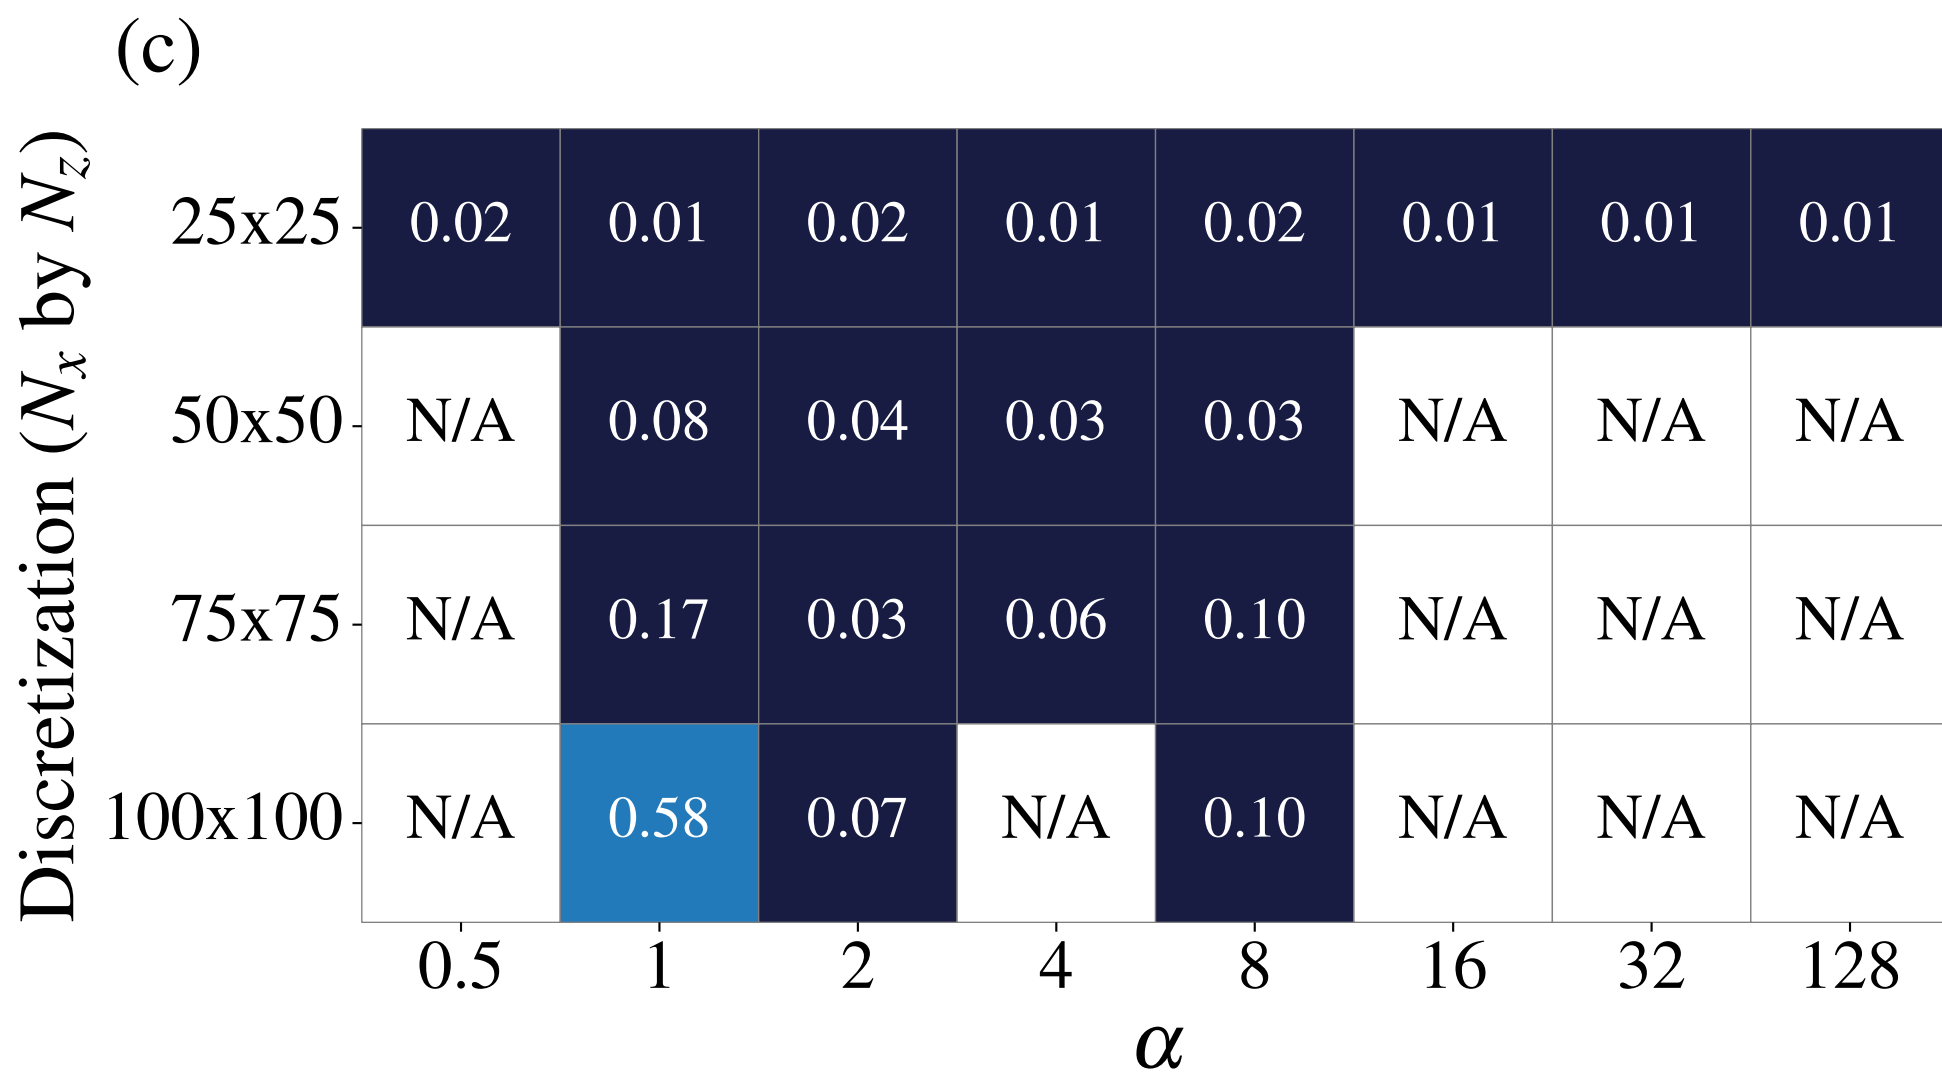 (c)
Discretization (Nx by Nz)
25x25 0.02 0.01 0.02 0.01 0.02 0.01 0.01 0.01
50x50 N/A 0.08 0.04 0.03 0.03 N/A N/A N/A
75x75 N/A 0.17 0.03 0.06 0.10 N/A N/A N/A
100x100 N/A 0.58 0.07 N/A 0.10 N/A N/A N/A
0.5 1 2 4 8 16 32 128
α